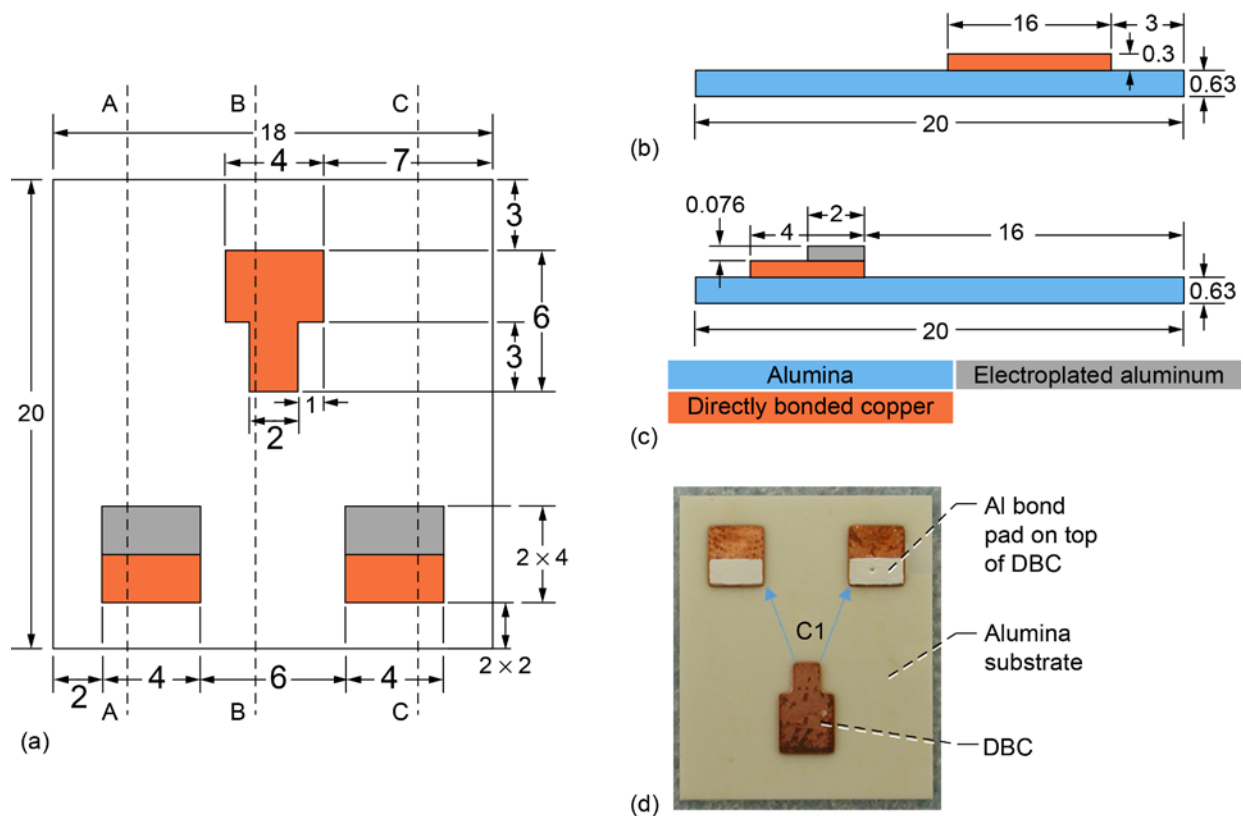 A
B
C
18
4
7
3
6
3
1
2
20
2 × 4
2 × 2
2
4
6
4
A
B
C
(a)
16
3
0.3
0.63
20
(b)
0.076
2
4
16
0.63
20
Alumina
Electroplated aluminum
Directly bonded copper
(c)
Al bond
pad on top
of DBC
C1
Alumina
substrate
DBC
(d)